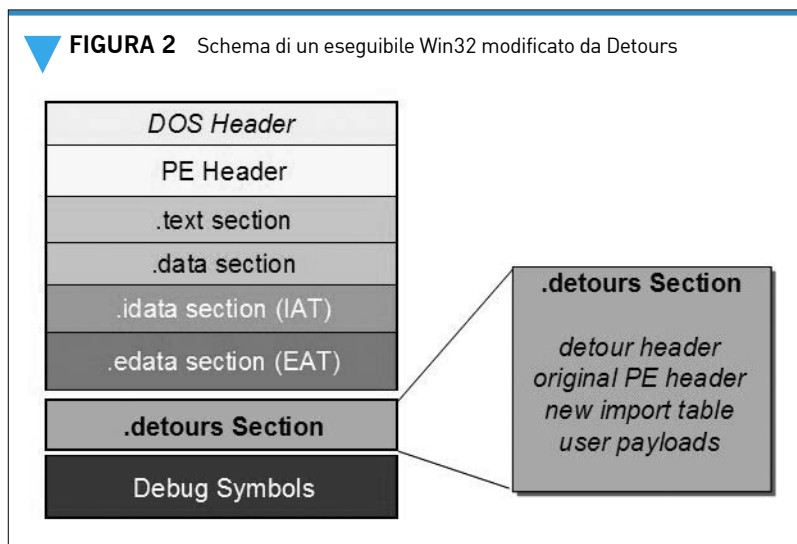 FIGURA 2 Schema di un eseguibile Win32 modificato da Detours
DOS Header
PE Header
.text section
.data section
.idata section (IAT)
.edata section (EAT)
.detours Section
Debug Symbols
.detours Section
detour header
original PE header
new import table
user payloads